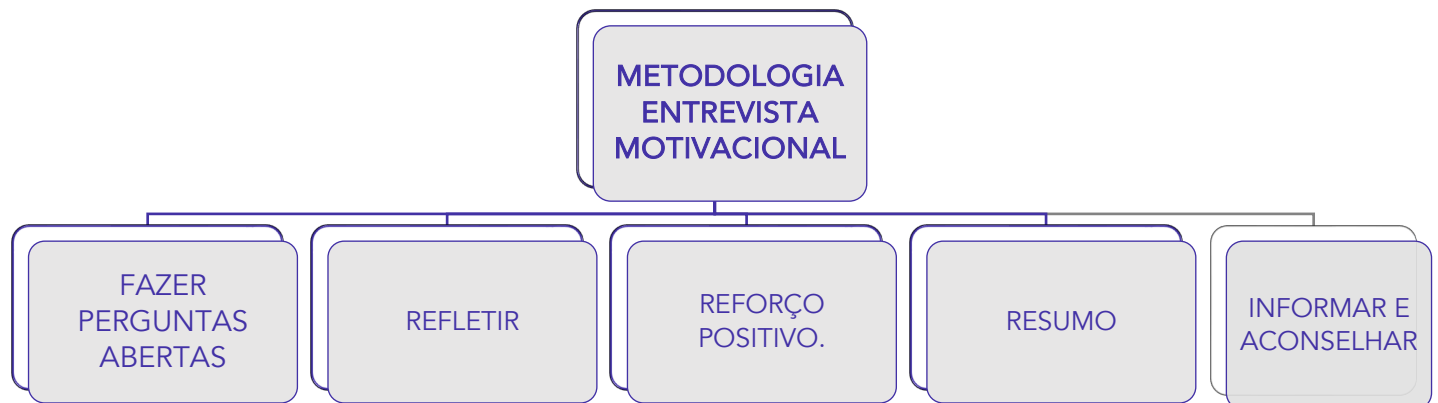 METODOLOGIA
ENTREVISTA
MOTIVACIONAL
FAZER
PERGUNTAS
ABERTAS
REFLETIR
REFORÇO
POSITIVO.
RESUMO
INFORMAR E
ACONSELHAR